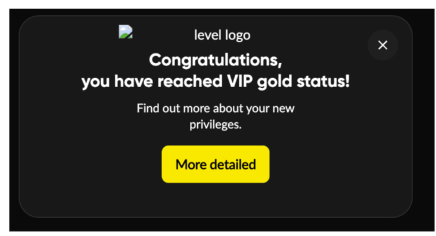 level logo
Congratulations,
you have reached VIP gold status!
Find out more about your new
privileges.
More detailed